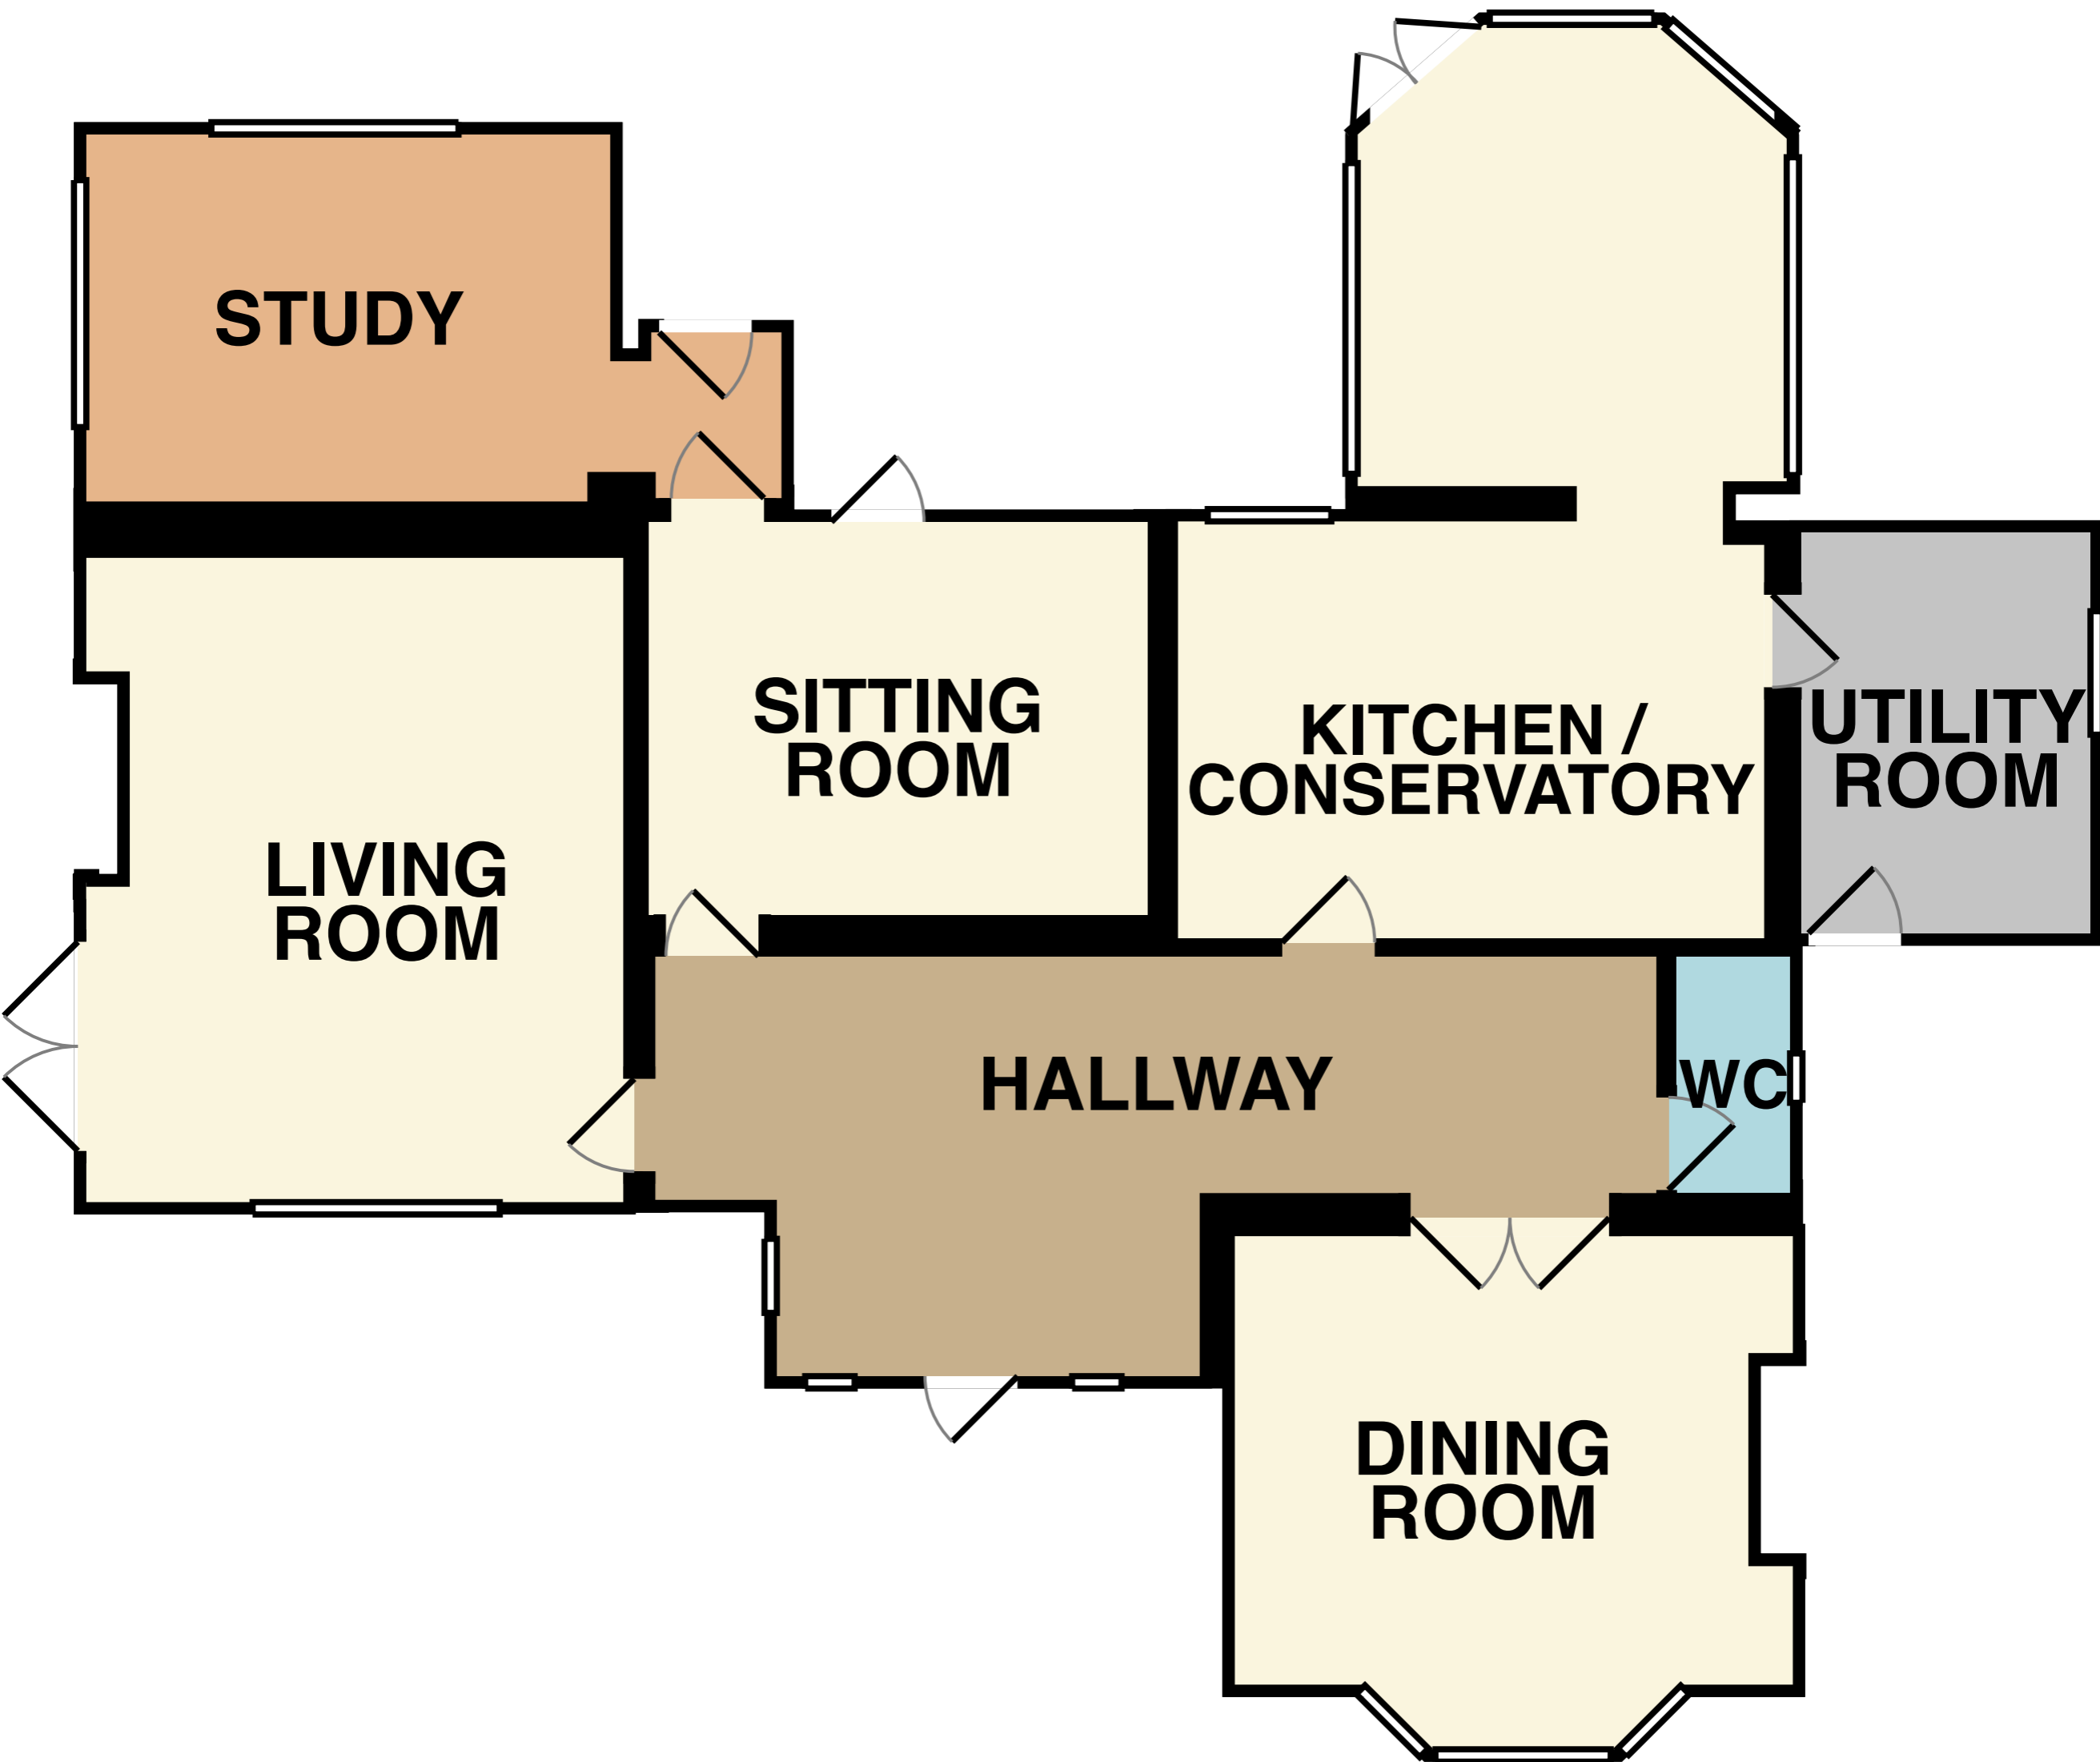 STUDY
SITTING
ROOM
KITCHEN /
CONSERVATORY
UTILITY
ROOM
LIVING
ROOM
HALLWAY
WC
DINING
ROOM